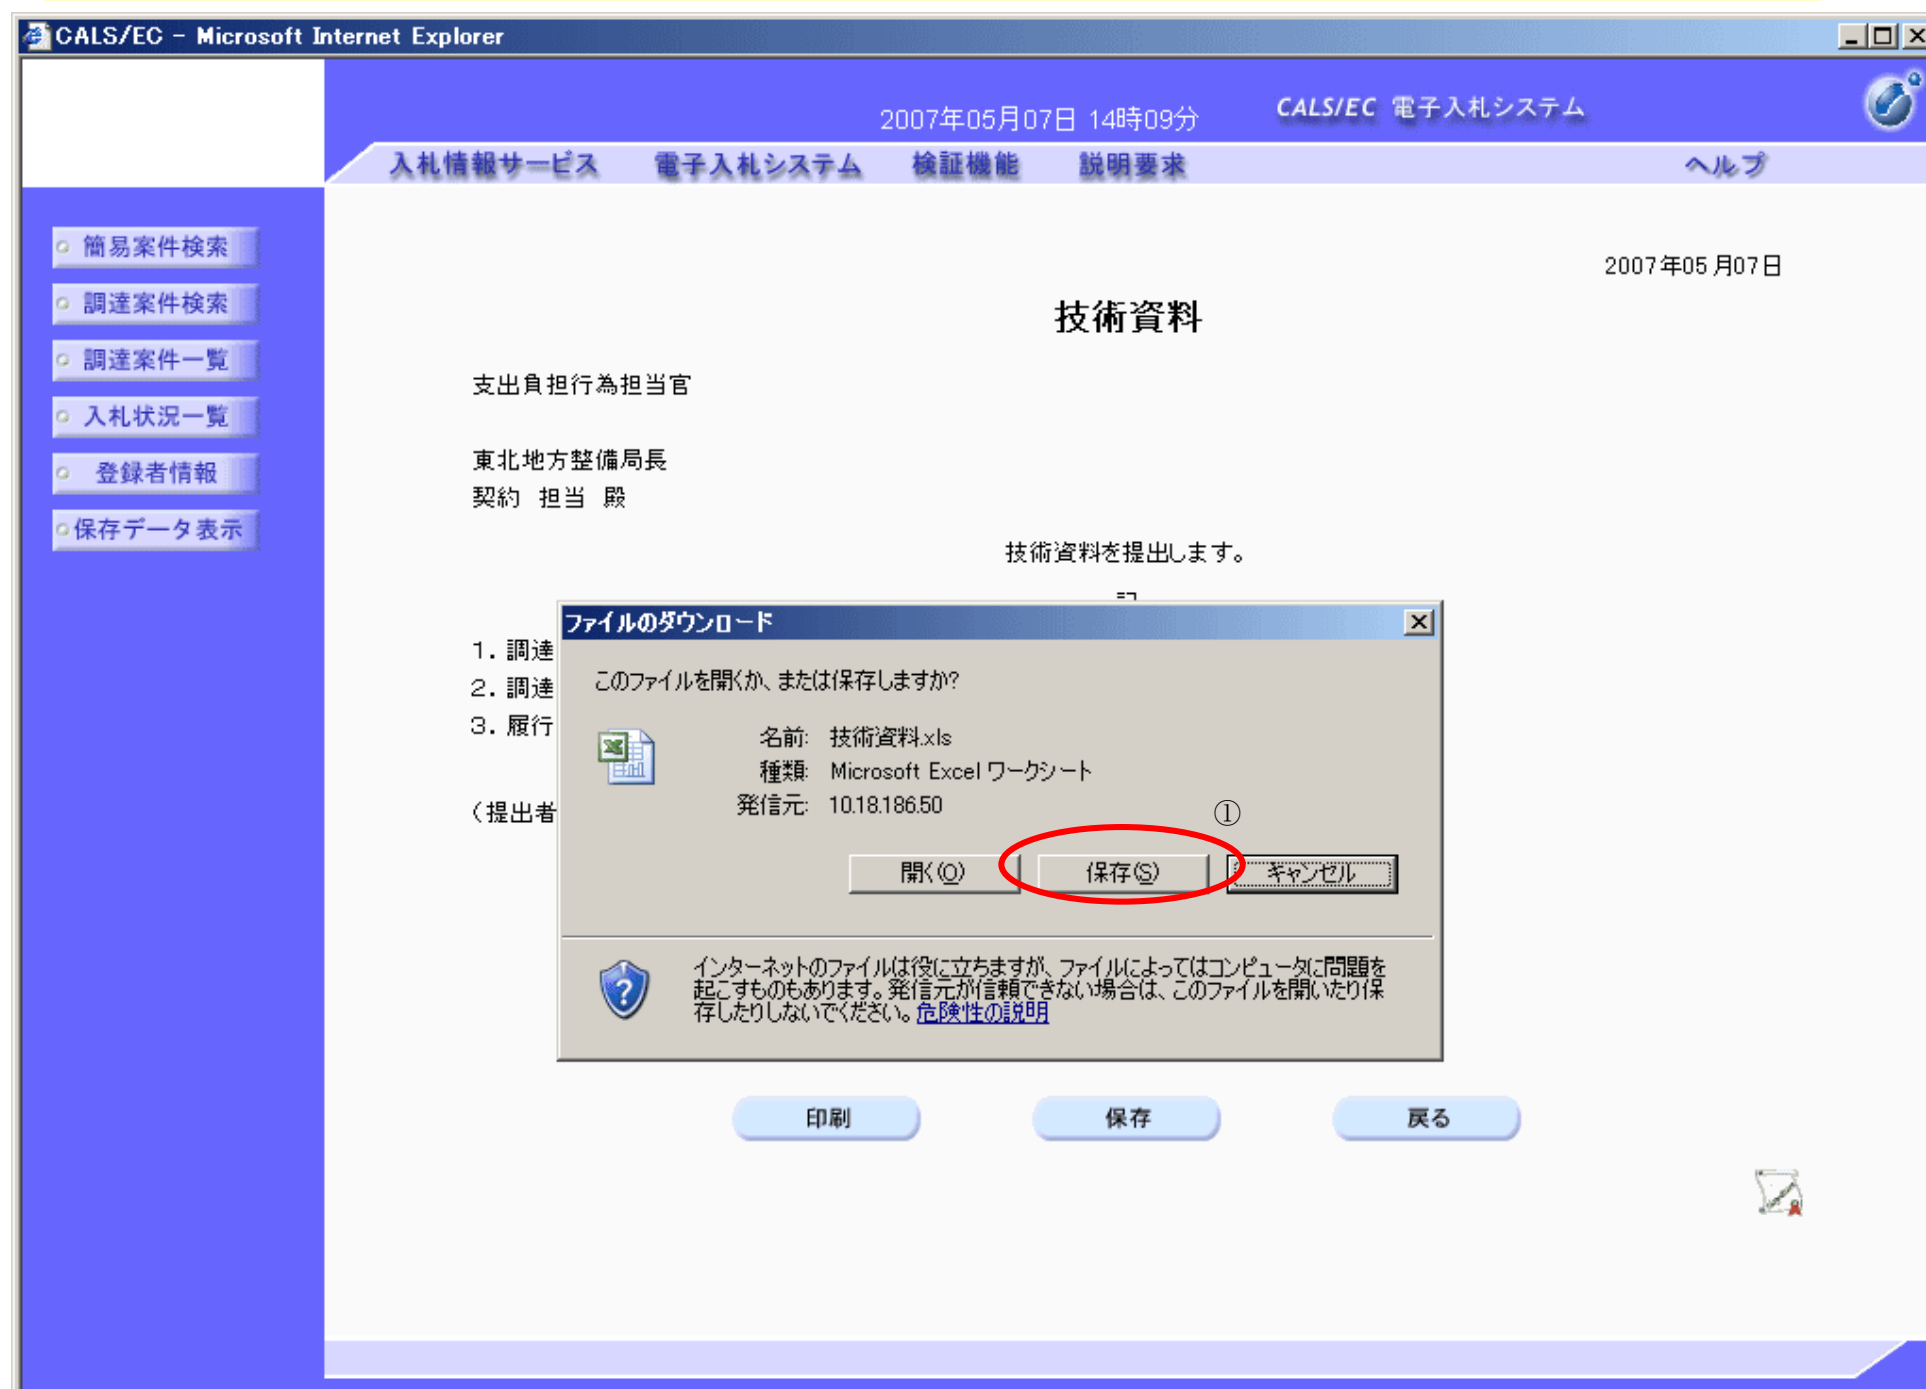 CALS/EC - Microsoft Internet Explorer
2007年05月07日 14時09分
CALS/EC 電子入札システム
入札情報サービス 電子入札システム 検証機能 説明要求 ヘルプ
簡易案件検索
調達案件検索
調達案件一覧
入札状況一覧
登録者情報
保存データ表示
2007年05月07日
技術資料
支出負担行為担当官
東北地方整備局長
契約 担当 殿
技術資料を提出します。
1. 調達
2. 調達
3. 履行
(提出者
ファイルのダウンロード
このファイルを開くか、または保存しますか?
名前: 技術資料.xls
種類: Microsoft Excel ワークシート
発信元: 10.18.186.50
①
開く(O) 保存(S) キャンセル
インターネットのファイルは役に立ちますが、ファイルによってはコンピュータに問題を
起こすものもあります。発信元が信頼できない場合は、このファイルを開いたり保
存したりしないでください。危険性の説明
印刷 保存 戻る